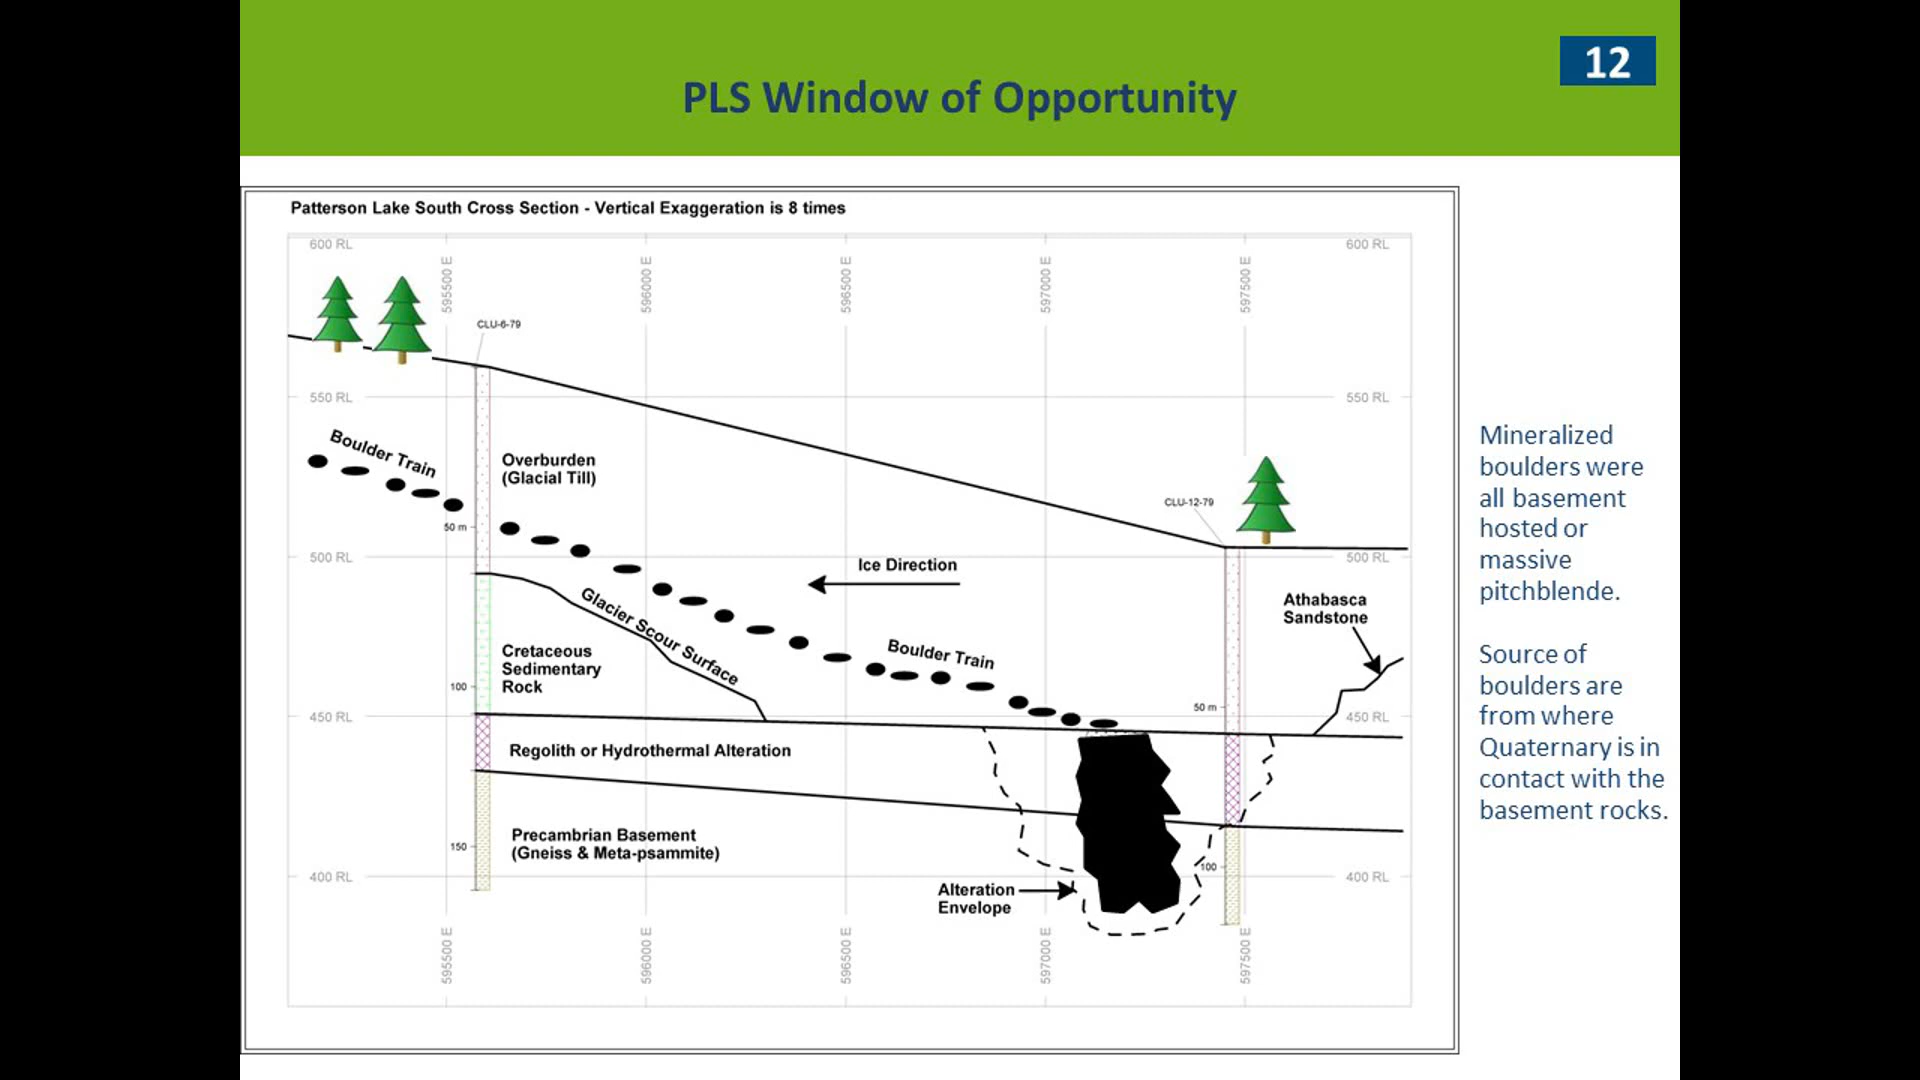 12
PLS Window of Opportunity
Patterson Lake South Cross Section - Vertical Exaggeration is 8 times
600 RL
600 RL
595500 E
596000 E
596500 E
597000 E
597500 E
CLU-6-79
550 RL
550 RL
Boulder Train
Overburden
(Glacial Till)
50 m
CLU-12-79
500 RL
500 RL
Ice Direction
Glacier Scour Surface
Athabasca
Sandstone
Cretaceous
Sedimentary
Rock
Boulder Train
100
50 m
450 RL
450 RL
Regolith or Hydrothermal Alteration
Precambrian Basement
(Gneiss & Meta-psammite)
150
100
400 RL
400 RL
Alteration
Envelope
595500 E
596000 E
596500 E
597000 E
597500 E
Mineralized
boulders were
all basement
hosted or
massive
pitchblende.
Source of
boulders are
from where
Quaternary is in
contact with the
basement rocks.